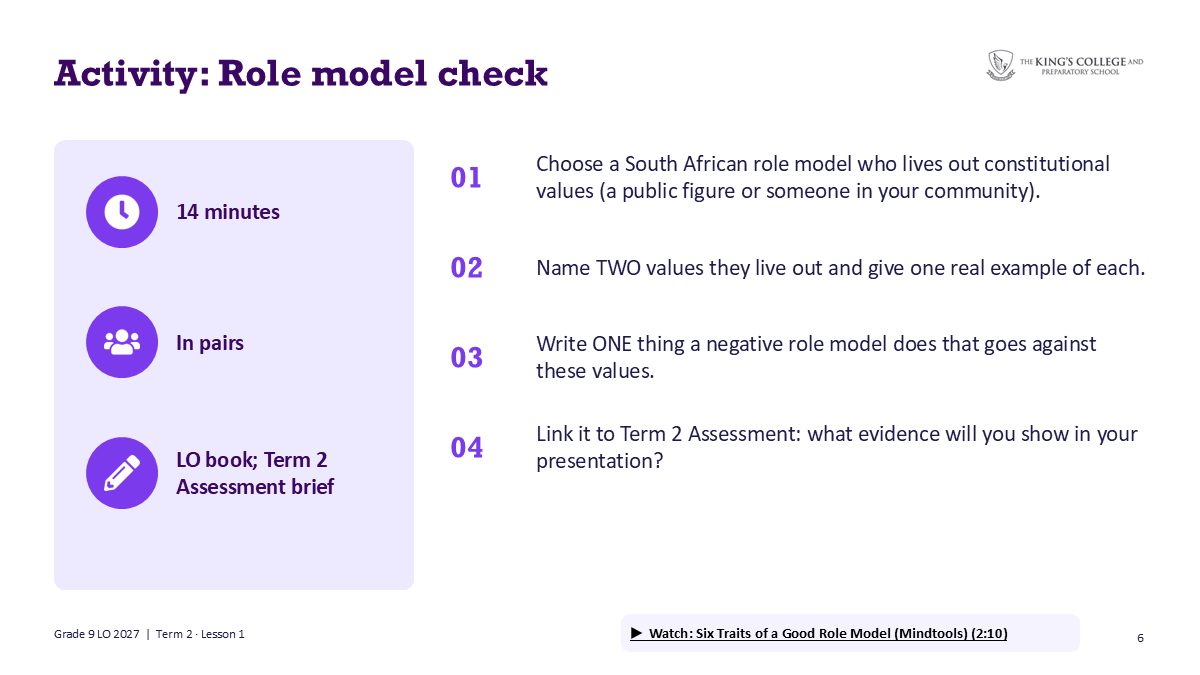 Activity: Role model check
THE KING'S COLLEGE AND
PREPARATORY SCHOOL
14 minutes
In pairs
LO book; Term 2
Assessment brief
01
Choose a South African role model who lives out constitutional
values (a public figure or someone in your community).
02
Name TWO values they live out and give one real example of each.
03
Write ONE thing a negative role model does that goes against
these values.
04
Link it to Term 2 Assessment: what evidence will you show in your
presentation?
Grade 9 LO 2027 | Term 2 · Lesson 1
▶ Watch: Six Traits of a Good Role Model (Mindtools) (2:10)
6